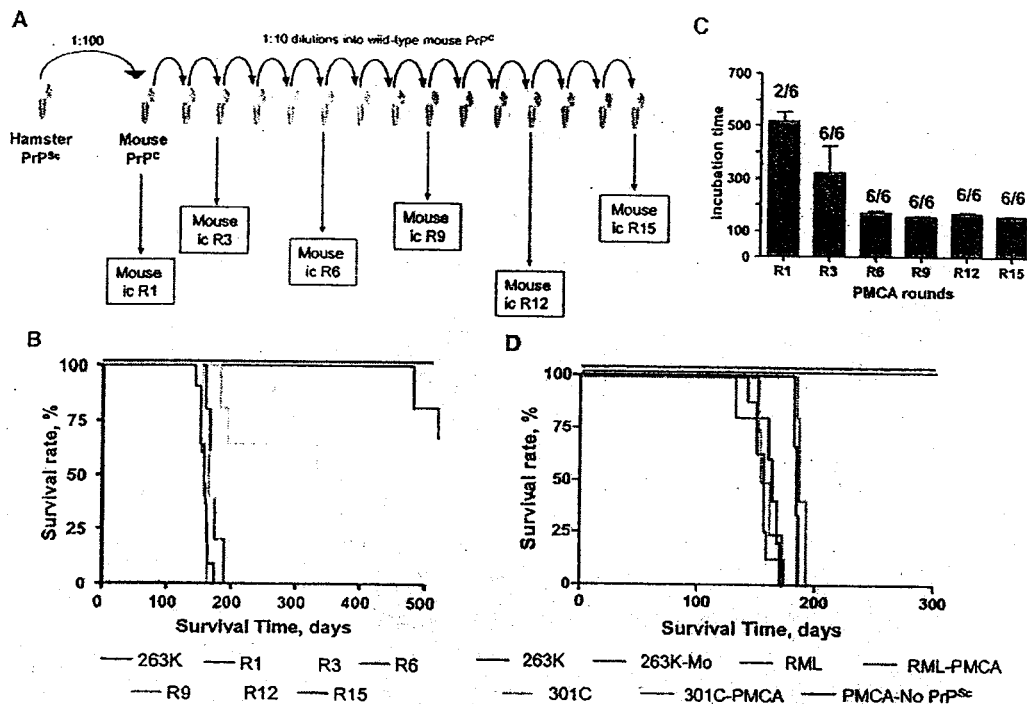 A
1:100
1:10 dilutions into wild-type mouse PrPᶜ
Hamster
PrPˢᶜ
Mouse
PrPᶜ
Mouse
ic R1
Mouse
ic R3
Mouse
ic R6
Mouse
ic R9
Mouse
ic R12
Mouse
ic R15
C
Incubation time
700
500
300
100
0
2/6
6/6
6/6
6/6
6/6
6/6
R1 R3 R6 R9 R12 R15
PMCA rounds
B
Survival rate, %
100
75
50
25
0
0 100 200 300 400 500
Survival Time, days
263K R1 R3 R6
R9 R12 R15
D
Survival rate, %
100
75
50
25
0
0 100 200 300
Survival Time, days
263K 263K-Mo RML RML-PMCA
301C 301C-PMCA PMCA-No PrPˢᶜ